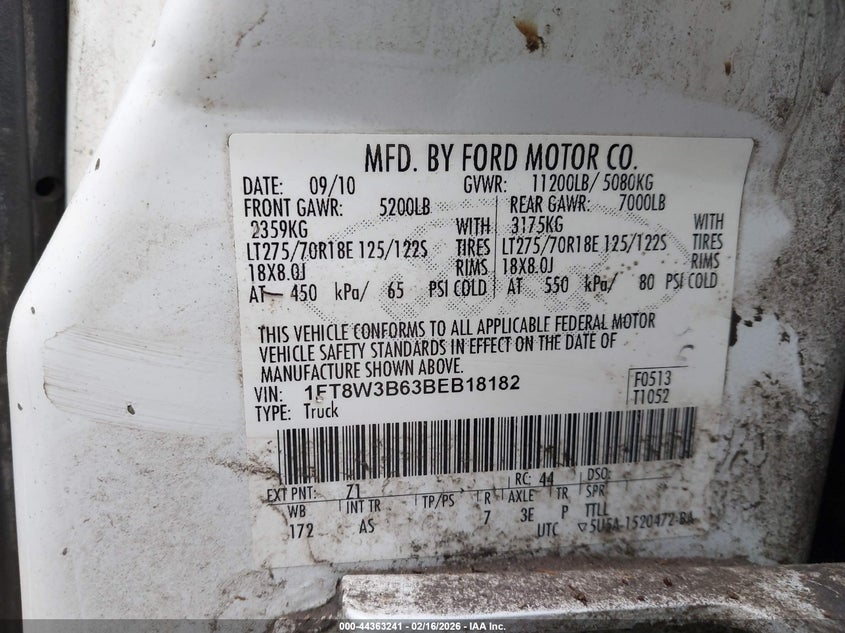 MFD. BY FORD MOTOR CO.
DATE: 09/10 GVWR: 11200LB/ 5080KG
FRONT GAWR: 5200LB REAR GAWR: 7000LB
2359KG WITH 3175KG WITH
LT275/70R18E 125/122S TIRES LT275/70R18E 125/122S TIRES
18X8.0J RIMS 18X8.0J RIMS
AT 450 kPa/ 65 PSI COLD AT 550 kPa/ 80 PSI COLD
THIS VEHICLE CONFORMS TO ALL APPLICABLE FEDERAL MOTOR
VEHICLE SAFETY STANDARDS IN EFFECT ON THE DATE OF
MANUFACTURE SHOWN ABOVE.
VIN: 1FT8W3B63BEB18182 F0513
TYPE: Truck T1052
EXT PNT: Z1 RC: 44 DSO:
WB INT TR TP/PS R AXLE TR SPR
172 AS 7 3E P TTLL
UTC ▽5U5A-1520472-BA
000-44363241 - 02/16/2026 - IAA Inc.